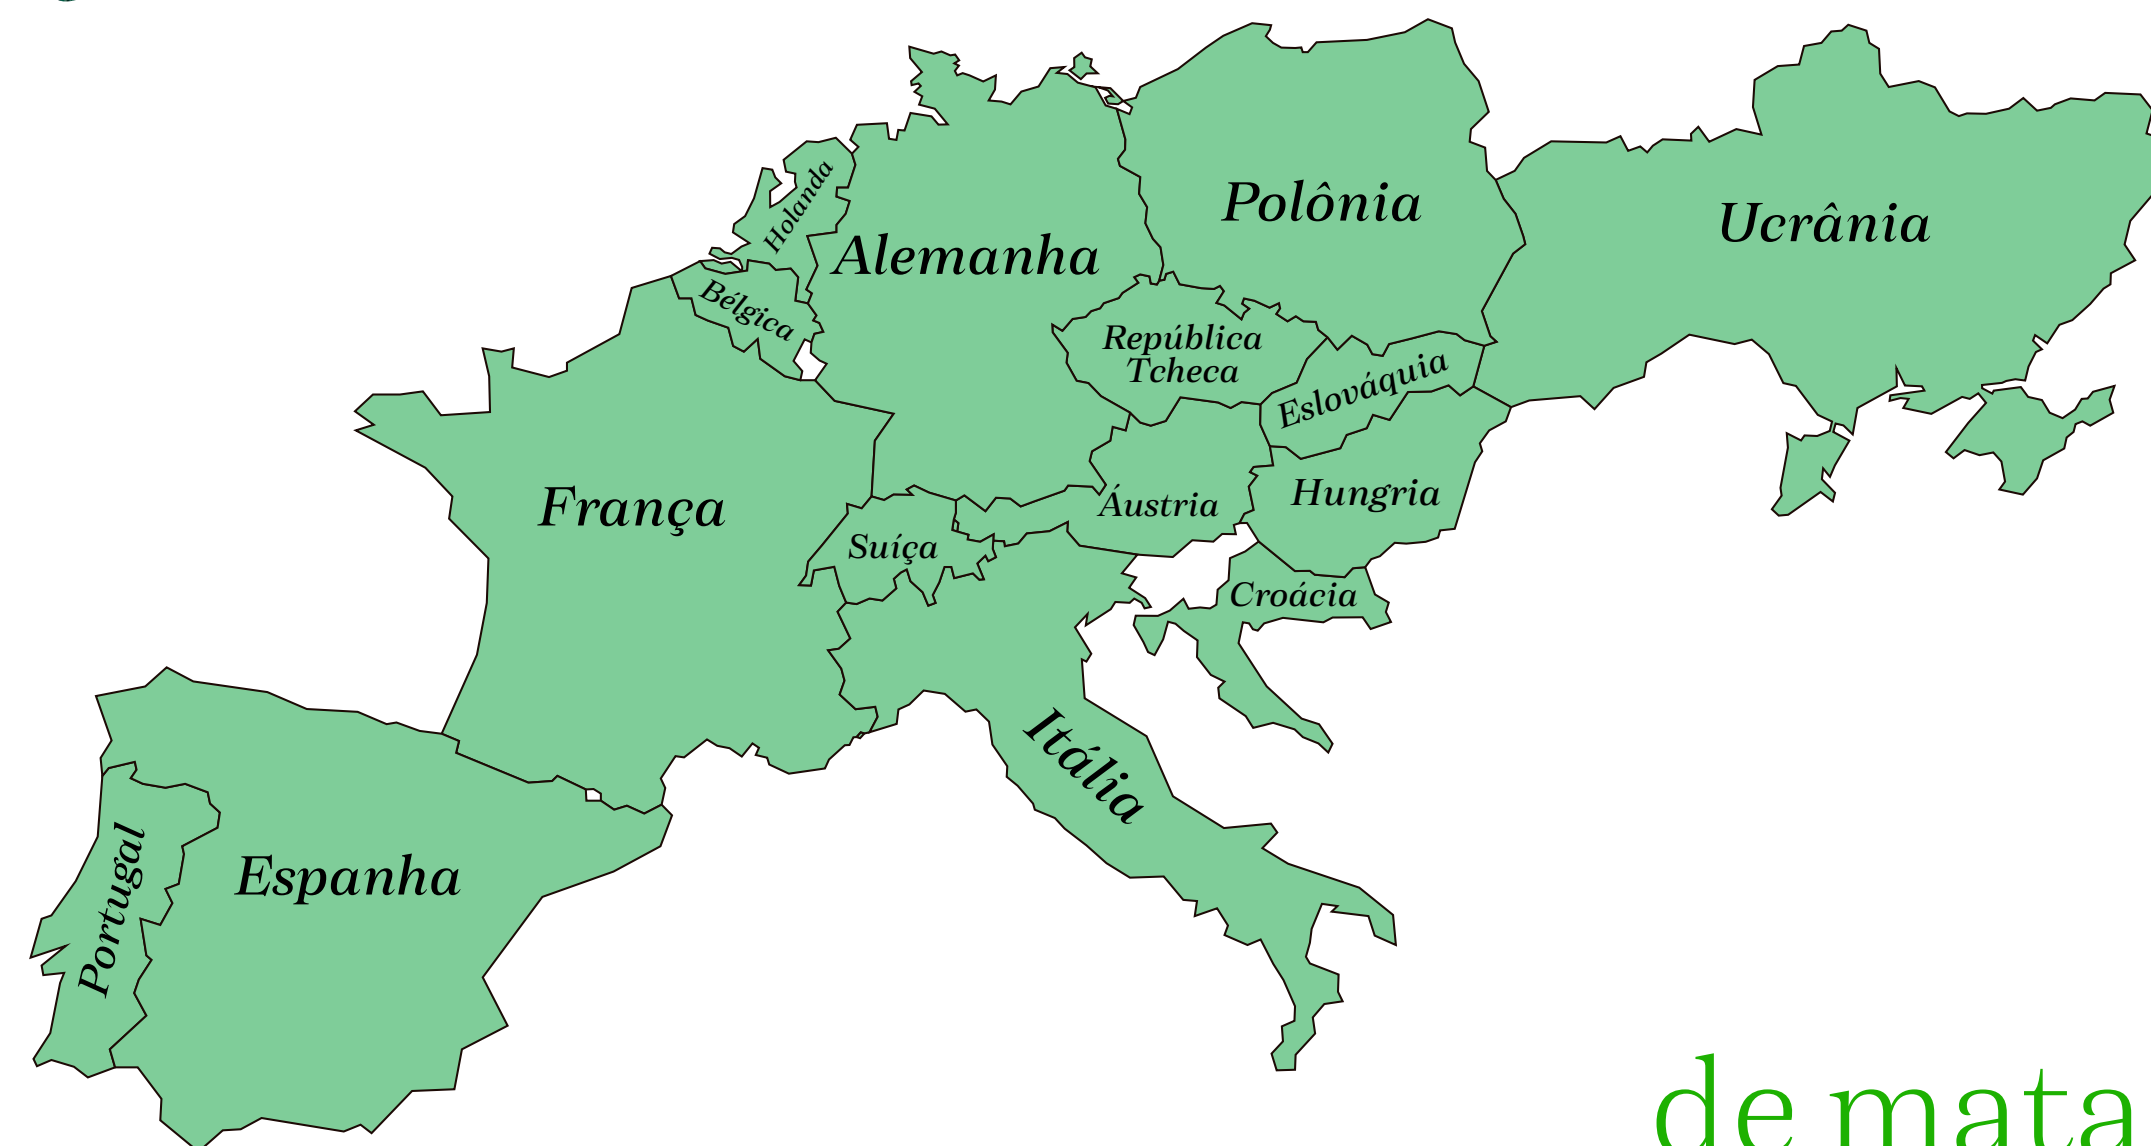 Polônia
Ucrânia
Holanda
Alemanha
Bélgica
República
Tcheca
Eslováquia
França
Áustria
Hungria
Suíça
Croácia
Itália
Portugal
Espanha
de mata